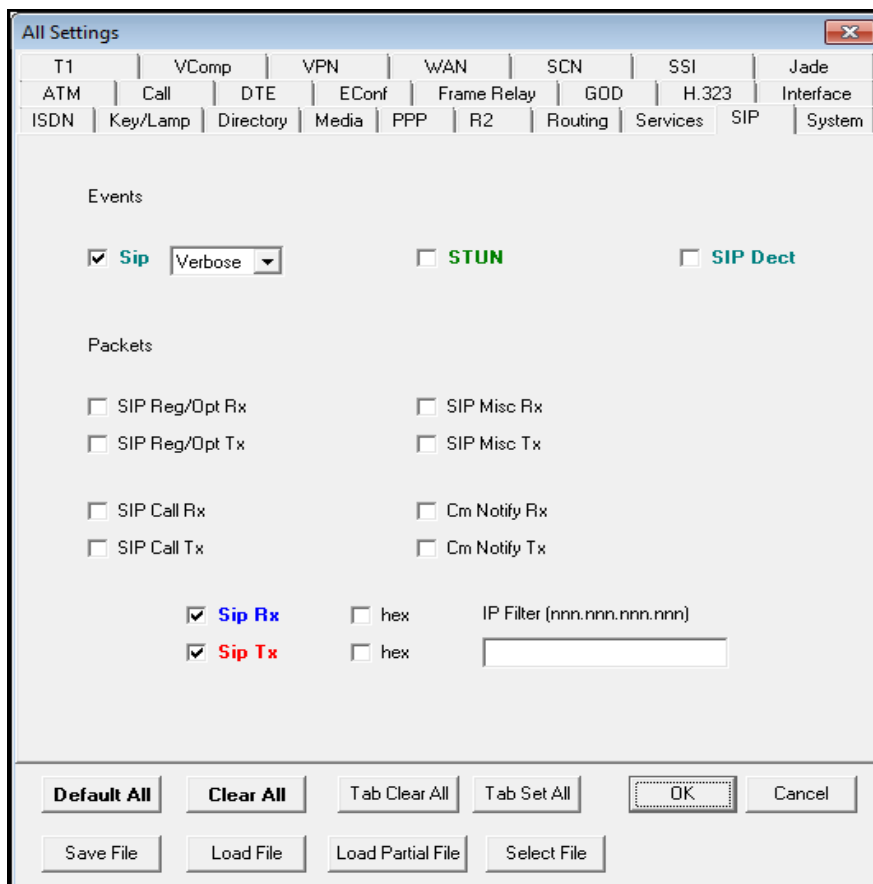 All Settings
T1 VComp VPN WAN SCN SSI Jade
ATM Call DTE EConf Frame Relay GOD H.323 Interface
ISDN Key/Lamp Directory Media PPP R2 Routing Services SIP System
Events
Sip Verbose STUN SIP Dect
Packets
SIP Reg/Opt Rx SIP Misc Rx
SIP Reg/Opt Tx SIP Misc Tx
SIP Call Rx Cm Notify Rx
SIP Call Tx Cm Notify Tx
Sip Rx hex IP Filter (nnn.nnn.nnn.nnn)
Sip Tx hex
Default All Clear All Tab Clear All Tab Set All OK Cancel
Save File Load File Load Partial File Select File